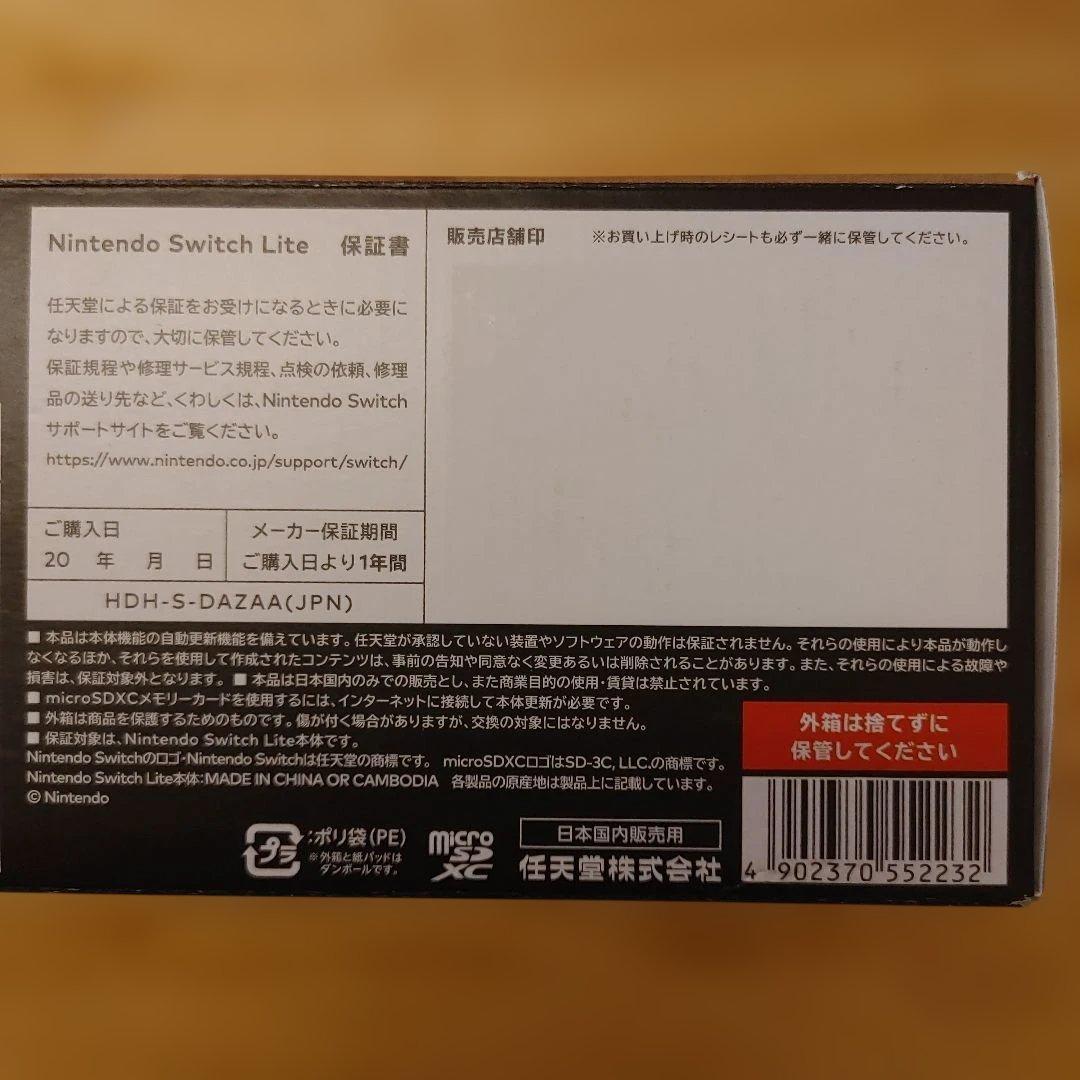 Nintendo Switch Lite 保証書
任天堂による保証をお受けになるときに必要に
なりますので、大切に保管してください。
保証規程や修理サービス規程、点検の依頼、修理
品の送り先など、くわしくは、Nintendo Switch
サポートサイトをご覧ください。
https://www.nintendo.co.jp/support/switch/
ご購入日
20 年 月 日
メーカー保証期間
ご購入日より1年間
HDH-S-DAZAA(JPN)
販売店舗印 ※お買い上げ時のレシートも必ず一緒に保管してください。
■ 本品は本体機能の自動更新機能を備えています。任天堂が承認していない装置やソフトウェアの動作は保証されません。それらの使用により本品が動作し
なくなるほか、それらを使用して作成されたコンテンツは、事前の告知や同意なく変更あるいは削除されることがあります。また、それらの使用による故障や
損害は、保証対象外となります。 ■ 本品は日本国内のみでの販売とし、また商業目的の使用・賃貸は禁止されています。
■ microSDXCメモリーカードを使用するには、インターネットに接続して本体更新が必要です。
■ 外箱は商品を保護するためのものです。傷が付く場合がありますが、交換の対象にはなりません。
■ 保証対象は、Nintendo Switch Lite本体です。
Nintendo Switchのロゴ・Nintendo Switchは任天堂の商標です。 microSDXCロゴはSD-3C, LLC.の商標です。
Nintendo Switch Lite本体:MADE IN CHINA OR CAMBODIA 各製品の原産地は製品上に記載しています。
© Nintendo
外箱は捨てずに
保管してください
プラ :ポリ袋(PE)
※外箱と紙パッドは
ダンボールです。
micro
SD
XC
日本国内販売用
任天堂株式会社
4 902370 552232